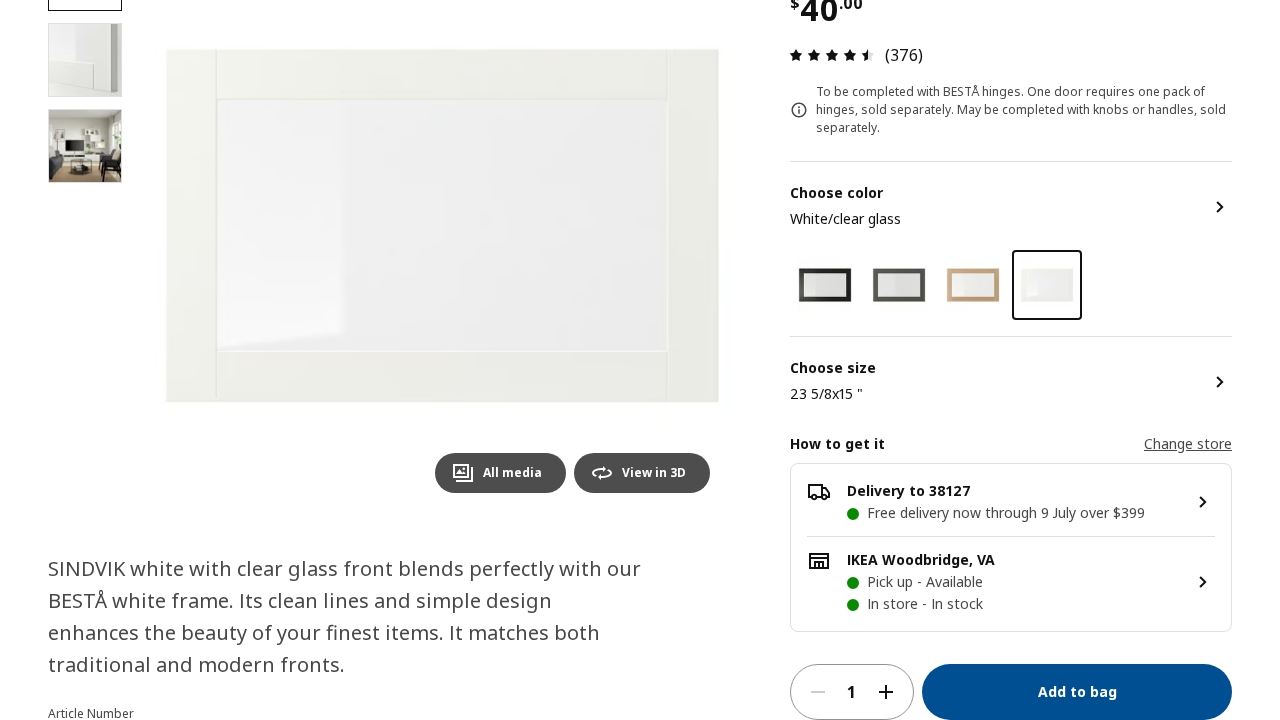 $40.00
(376)
To be completed with BESTÅ hinges. One door requires one pack of
hinges, sold separately. May be completed with knobs or handles, sold
separately.
Choose color
White/clear glass
Choose size
23 5/8x15 "
How to get it
Change store
Delivery to 38127
Free delivery now through 9 July over $399
IKEA Woodbridge, VA
Pick up - Available
In store - In stock
1
Add to bag
All media
View in 3D
SINDVIK white with clear glass front blends perfectly with our
BESTÅ white frame. Its clean lines and simple design
enhances the beauty of your finest items. It matches both
traditional and modern fronts.
Article Number